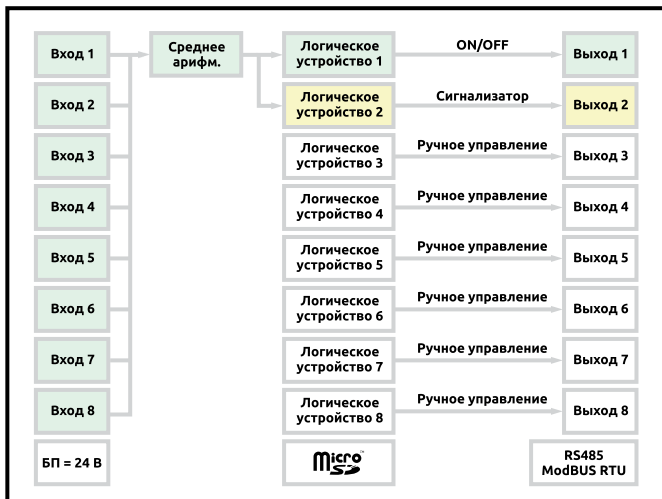 Вход 1
Среднее
арифм.
Логическое
устройство 1
ON/OFF
Выход 1
Вход 2
Логическое
устройство 2
Сигнализатор
Выход 2
Вход 3
Логическое
устройство 3
Ручное управление
Выход 3
Вход 4
Логическое
устройство 4
Ручное управление
Выход 4
Вход 5
Логическое
устройство 5
Ручное управление
Выход 5
Вход 6
Логическое
устройство 6
Ручное управление
Выход 6
Вход 7
Логическое
устройство 7
Ручное управление
Выход 7
Вход 8
Логическое
устройство 8
Ручное управление
Выход 8
БП = 24 В
Micro
SD
RS485
ModBUS RTU